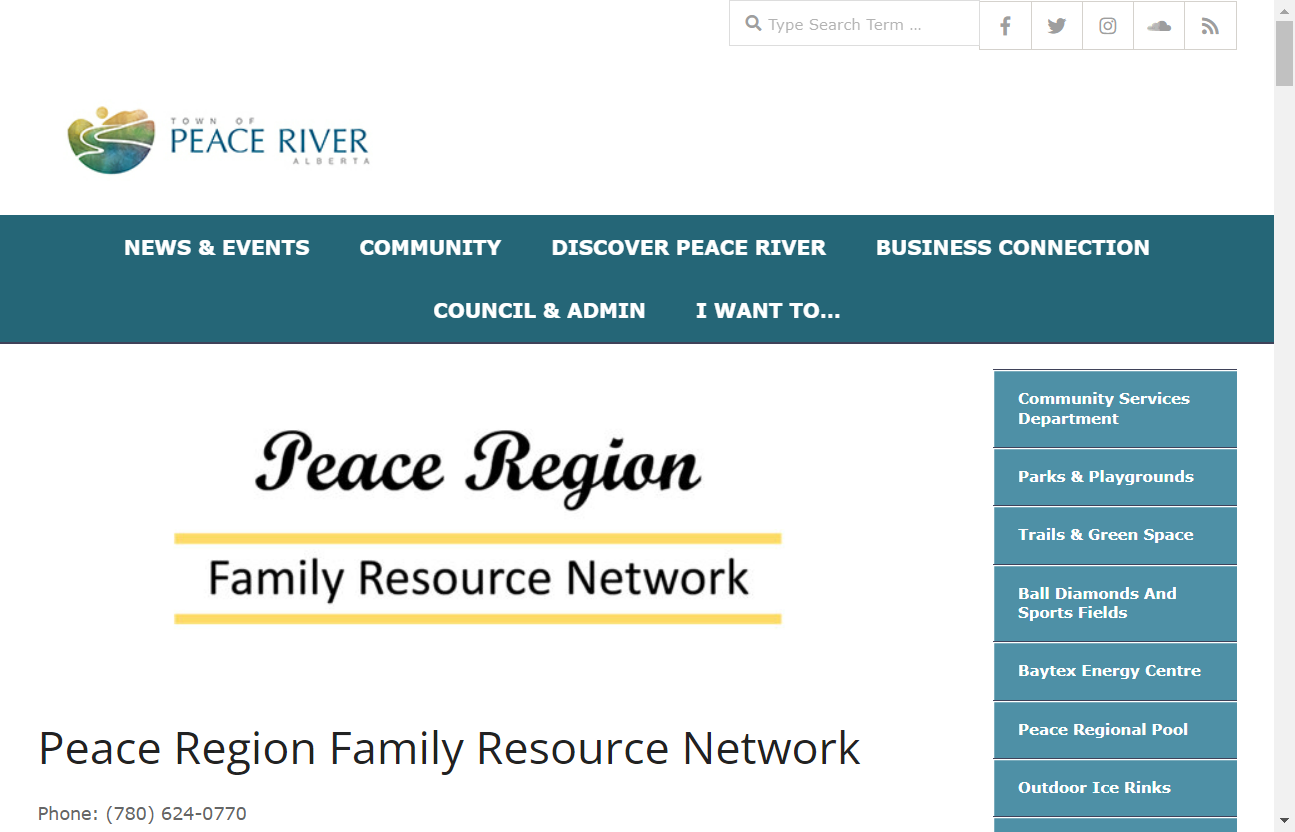 Type Search Term ...
TOWN OF
PEACE RIVER
ALBERTA
NEWS & EVENTS
COMMUNITY
DISCOVER PEACE RIVER
BUSINESS CONNECTION
COUNCIL & ADMIN
I WANT TO...
Peace Region
Family Resource Network
Peace Region Family Resource Network
Phone: (780) 624-0770
Community Services
Department
Parks & Playgrounds
Trails & Green Space
Ball Diamonds And
Sports Fields
Baytex Energy Centre
Peace Regional Pool
Outdoor Ice Rinks